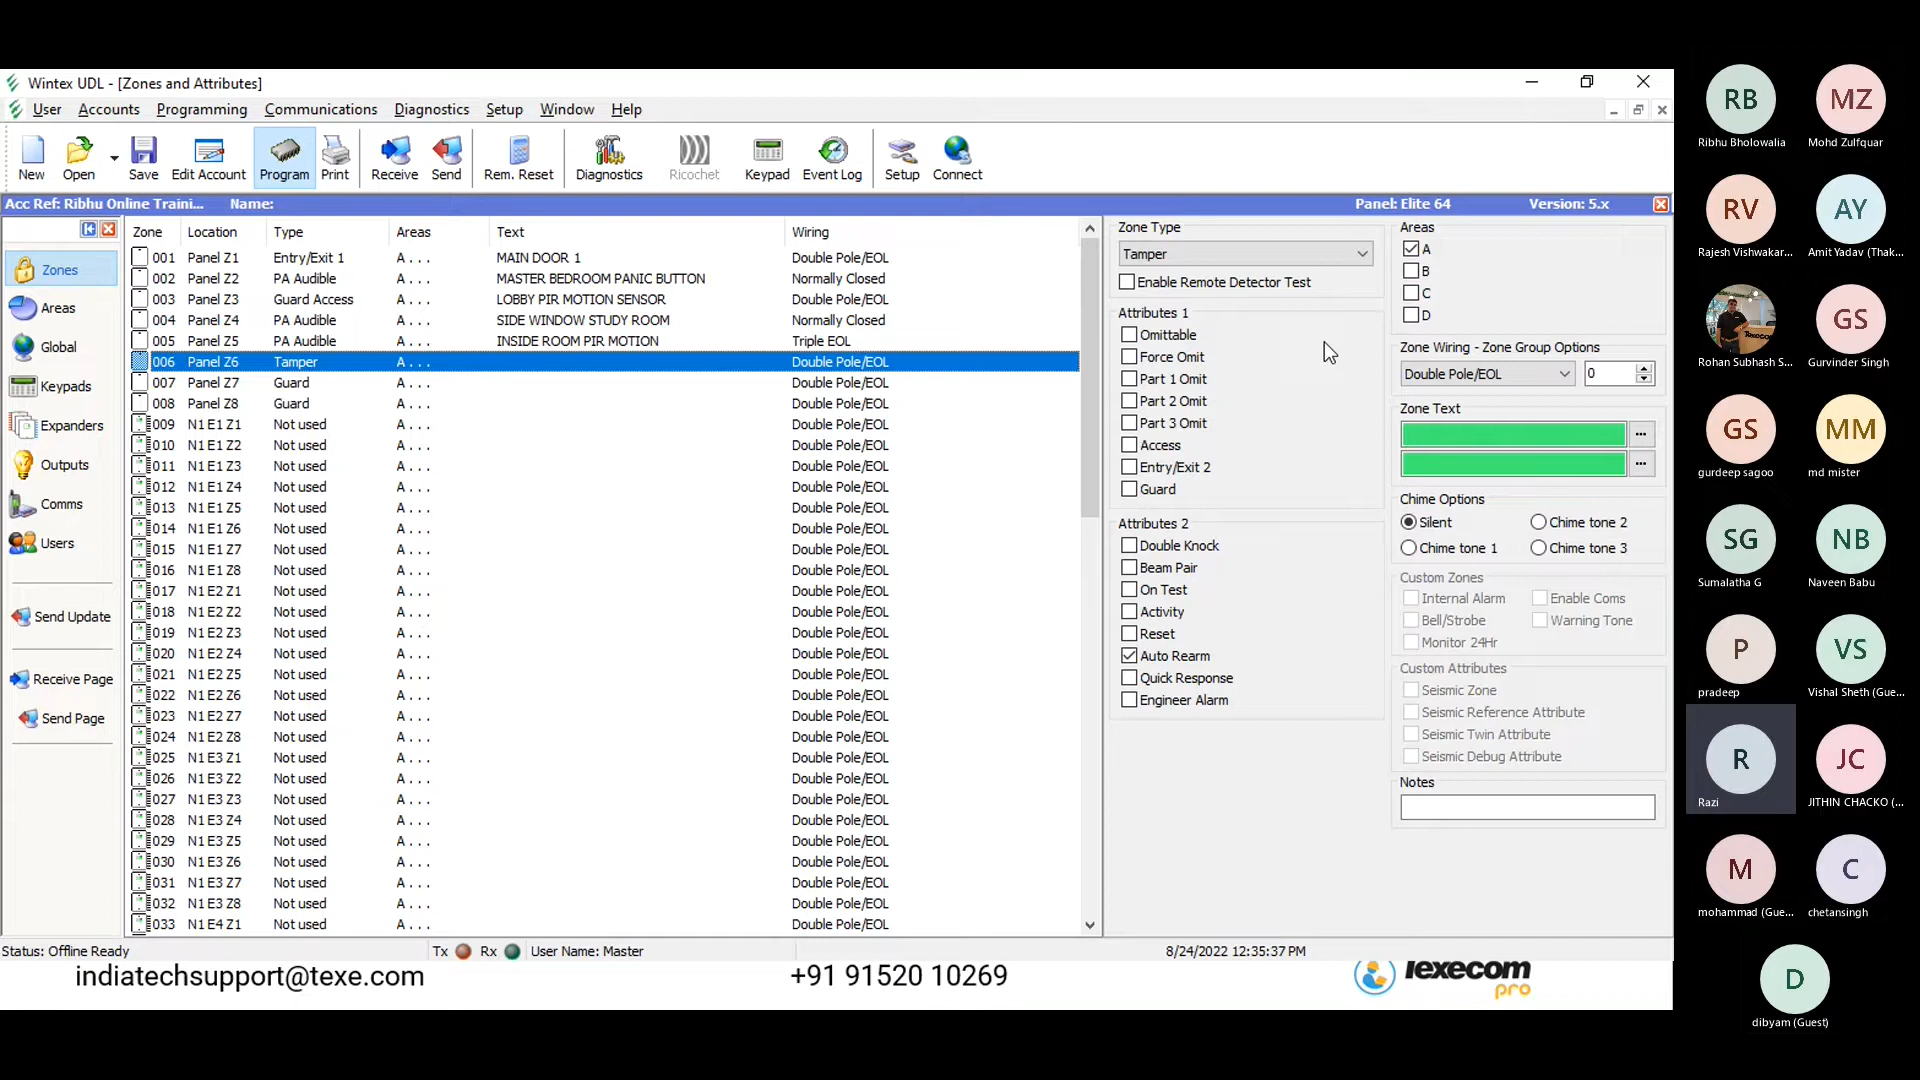 Wintex UDL - [Zones and Attributes]
User Accounts Programming Communications Diagnostics Setup Window Help
New Open Save Edit Account Program Print Receive Send Rem. Reset Diagnostics Ricochet Keypad Event Log Setup Connect
Acc Ref: Ribhu Online Traini... Name: Panel: Elite 64 Version: 5.x
Zones
Areas
Global
Keypads
Expanders
Outputs
Comms
Users
Send Update
Receive Page
Send Page
Zone Location Type Areas Text Wiring
001 Panel Z1 Entry/Exit 1 A . . . MAIN DOOR 1 Double Pole/EOL
002 Panel Z2 PA Audible A . . . MASTER BEDROOM PANIC BUTTON Normally Closed
003 Panel Z3 Guard Access A . . . LOBBY PIR MOTION SENSOR Double Pole/EOL
004 Panel Z4 PA Audible A . . . SIDE WINDOW STUDY ROOM Normally Closed
005 Panel Z5 PA Audible A . . . INSIDE ROOM PIR MOTION Triple EOL
006 Panel Z6 Tamper A . . . Double Pole/EOL
007 Panel Z7 Guard A . . . Double Pole/EOL
008 Panel Z8 Guard A . . . Double Pole/EOL
009 N1 E1 Z1 Not used A . . . Double Pole/EOL
010 N1 E1 Z2 Not used A . . . Double Pole/EOL
011 N1 E1 Z3 Not used A . . . Double Pole/EOL
012 N1 E1 Z4 Not used A . . . Double Pole/EOL
013 N1 E1 Z5 Not used A . . . Double Pole/EOL
014 N1 E1 Z6 Not used A . . . Double Pole/EOL
015 N1 E1 Z7 Not used A . . . Double Pole/EOL
016 N1 E1 Z8 Not used A . . . Double Pole/EOL
017 N1 E2 Z1 Not used A . . . Double Pole/EOL
018 N1 E2 Z2 Not used A . . . Double Pole/EOL
019 N1 E2 Z3 Not used A . . . Double Pole/EOL
020 N1 E2 Z4 Not used A . . . Double Pole/EOL
021 N1 E2 Z5 Not used A . . . Double Pole/EOL
022 N1 E2 Z6 Not used A . . . Double Pole/EOL
023 N1 E2 Z7 Not used A . . . Double Pole/EOL
024 N1 E2 Z8 Not used A . . . Double Pole/EOL
025 N1 E3 Z1 Not used A . . . Double Pole/EOL
026 N1 E3 Z2 Not used A . . . Double Pole/EOL
027 N1 E3 Z3 Not used A . . . Double Pole/EOL
028 N1 E3 Z4 Not used A . . . Double Pole/EOL
029 N1 E3 Z5 Not used A . . . Double Pole/EOL
030 N1 E3 Z6 Not used A . . . Double Pole/EOL
031 N1 E3 Z7 Not used A . . . Double Pole/EOL
032 N1 E3 Z8 Not used A . . . Double Pole/EOL
033 N1 E4 Z1 Not used A . . . Double Pole/EOL
Zone Type
Tamper
Enable Remote Detector Test
Attributes 1
Omittable
Force Omit
Part 1 Omit
Part 2 Omit
Part 3 Omit
Access
Entry/Exit 2
Guard
Attributes 2
Double Knock
Beam Pair
On Test
Activity
Reset
Auto Rearm
Quick Response
Engineer Alarm
Areas
A
B
C
D
Zone Wiring - Zone Group Options
Double Pole/EOL 0
Zone Text
...
...
Chime Options
Silent Chime tone 2
Chime tone 1 Chime tone 3
Custom Zones
Internal Alarm Enable Coms
Bell/Strobe Warning Tone
Monitor 24Hr
Custom Attributes
Seismic Zone
Seismic Reference Attribute
Seismic Twin Attribute
Seismic Debug Attribute
Notes
Status: Offline Ready Tx Rx User Name: Master 8/24/2022 12:35:37 PM
indiatechsupport@texe.com +91 91520 10269 Texecom
pro
RB MZ
Ribhu Bholowalia Mohd Zulfquar
RV AY
Rajesh Vishwakar... Amit Yadav (Thak...
GS
Rohan Subhash S... Gurvinder Singh
GS MM
gurdeep sagoo md mister
SG NB
Sumalatha G Naveen Babu
P VS
pradeep Vishal Sheth (Gue...
R JC
Razi JITHIN CHACKO (...
M C
mohammad (Gue... chetansingh
D
dibyam (Guest)